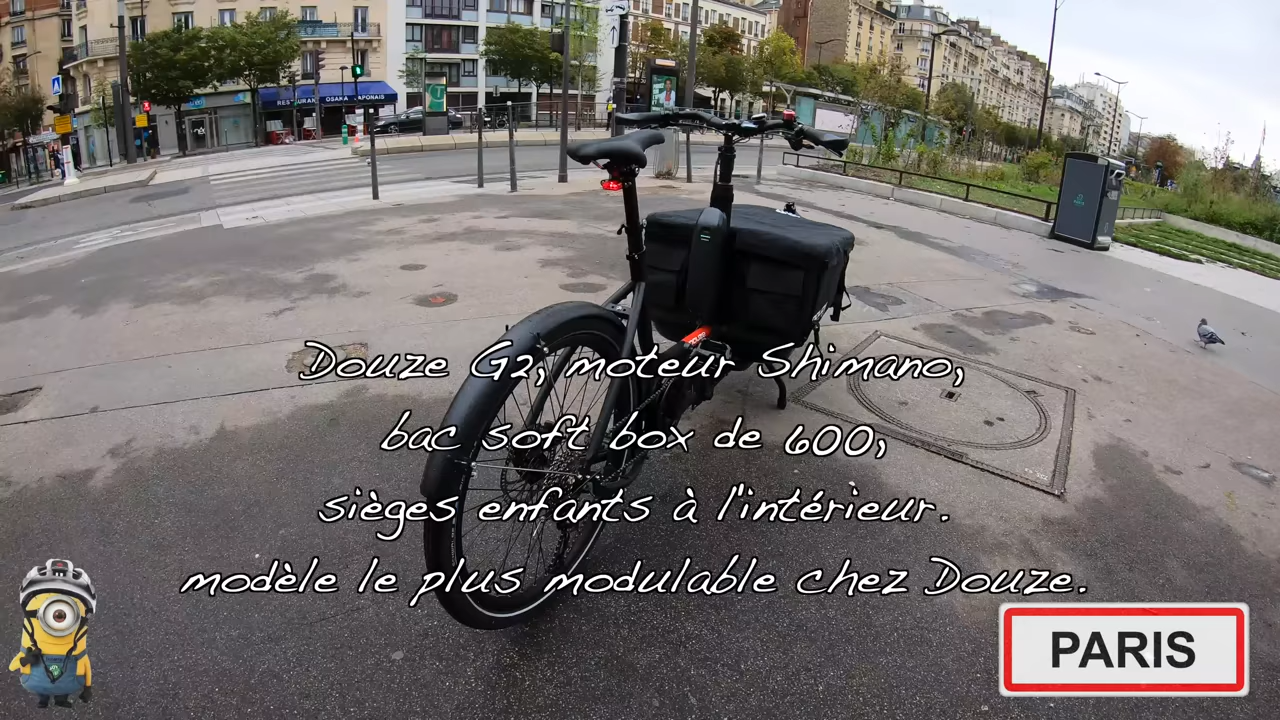 RESTAURANT OSAKA JAPONAIS
Douze G2, moteur Shimano,
bac soft box de 600,
sièges enfants à l'intérieur.
modèle le plus modulable chez Douze.
PARIS